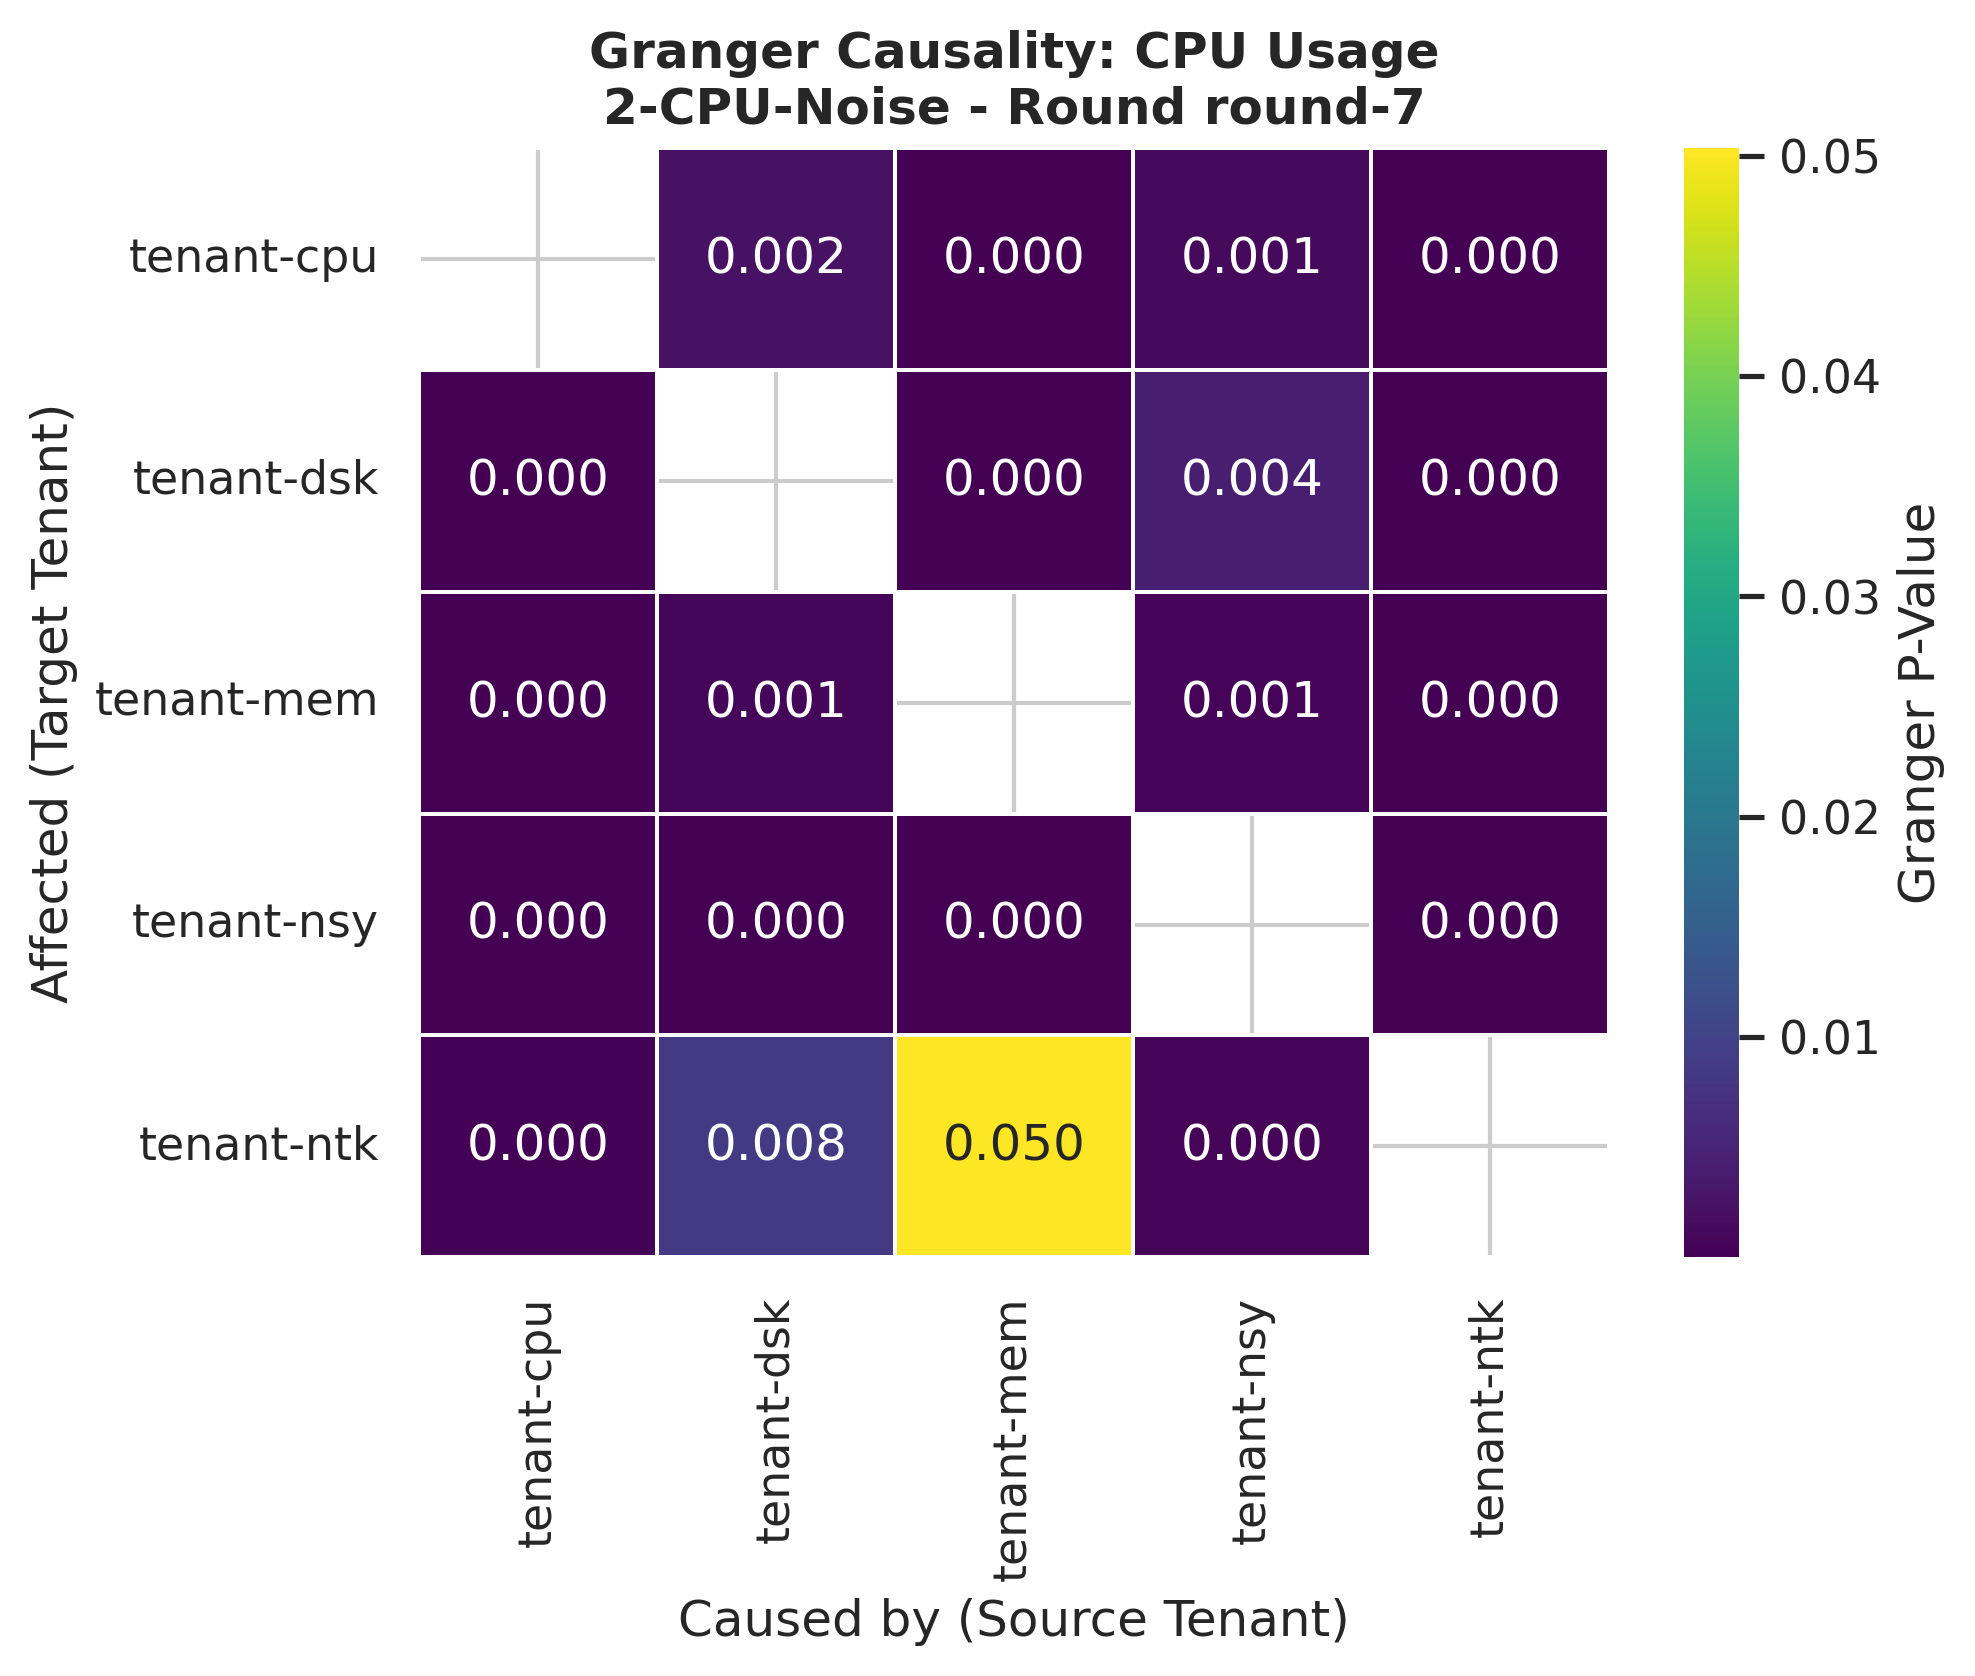 Granger Causality: CPU Usage
2-CPU-Noise - Round round-7
Affected (Target Tenant)
tenant-cpu
0.002 0.000 0.001 0.000
tenant-dsk
0.000 0.000 0.004 0.000
tenant-mem
0.000 0.001 0.001 0.000
tenant-nsy
0.000 0.000 0.000 0.000
tenant-ntk
0.000 0.008 0.050 0.000
tenant-cpu
tenant-dsk
tenant-mem
tenant-nsy
tenant-ntk
Caused by (Source Tenant)
0.05
0.04
0.03
0.02
0.01
Granger P-Value